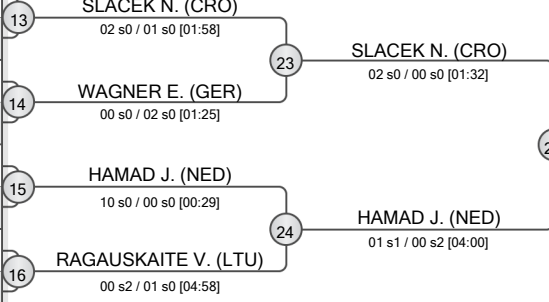 13
SLACEK N. (CRO)
02 s0 / 01 s0 [01:58]
23
SLACEK N. (CRO)
02 s0 / 00 s0 [01:32]
14
WAGNER E. (GER)
00 s0 / 02 s0 [01:25]
15
HAMAD J. (NED)
10 s0 / 00 s0 [00:29]
24
HAMAD J. (NED)
01 s1 / 00 s2 [04:00]
16
RAGAUSKAITE V. (LTU)
00 s2 / 01 s0 [04:58]